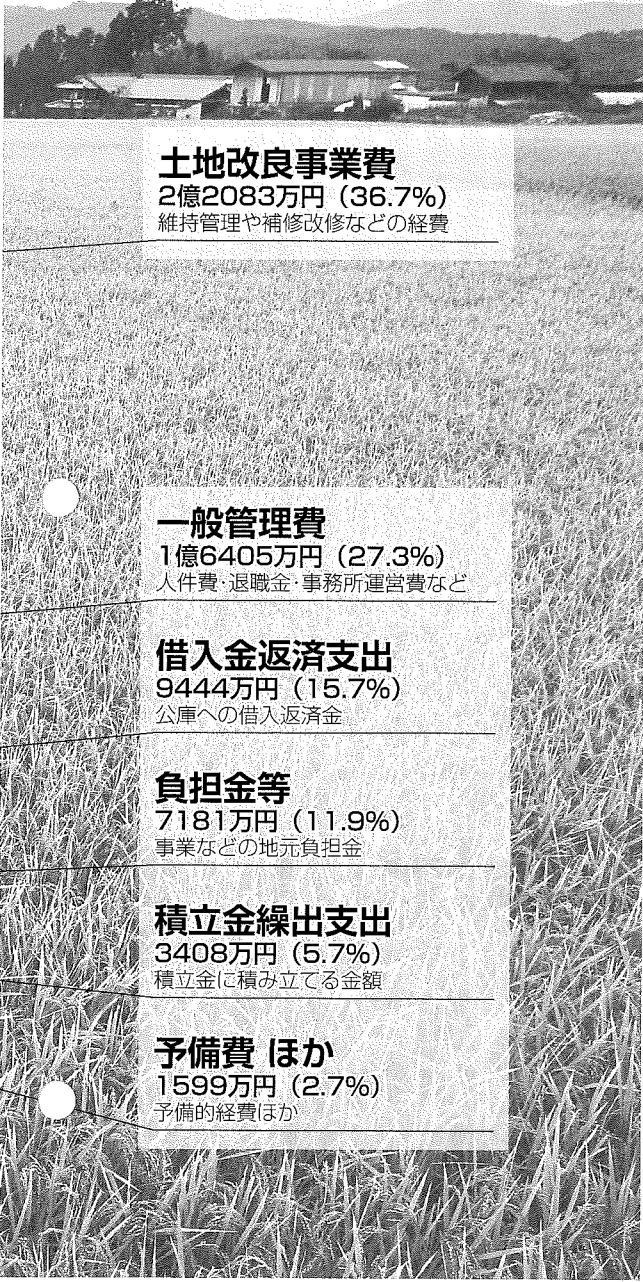 土地改良事業費
2億2083万円（36.7%）
維持管理や補修改修などの経費
一般管理費
1億6405万円（27.3%）
人件費・退職金・事務所運営費など
借入金返済支出
9444万円（15.7%）
公庫への借入返済金
負担金等
7181万円（11.9%）
事業などの地元負担金
積立金繰出支出
3408万円（5.7%）
積立金に積み立てる金額
予備費 ほか
1599万円（2.7%）
予備的経費ほか